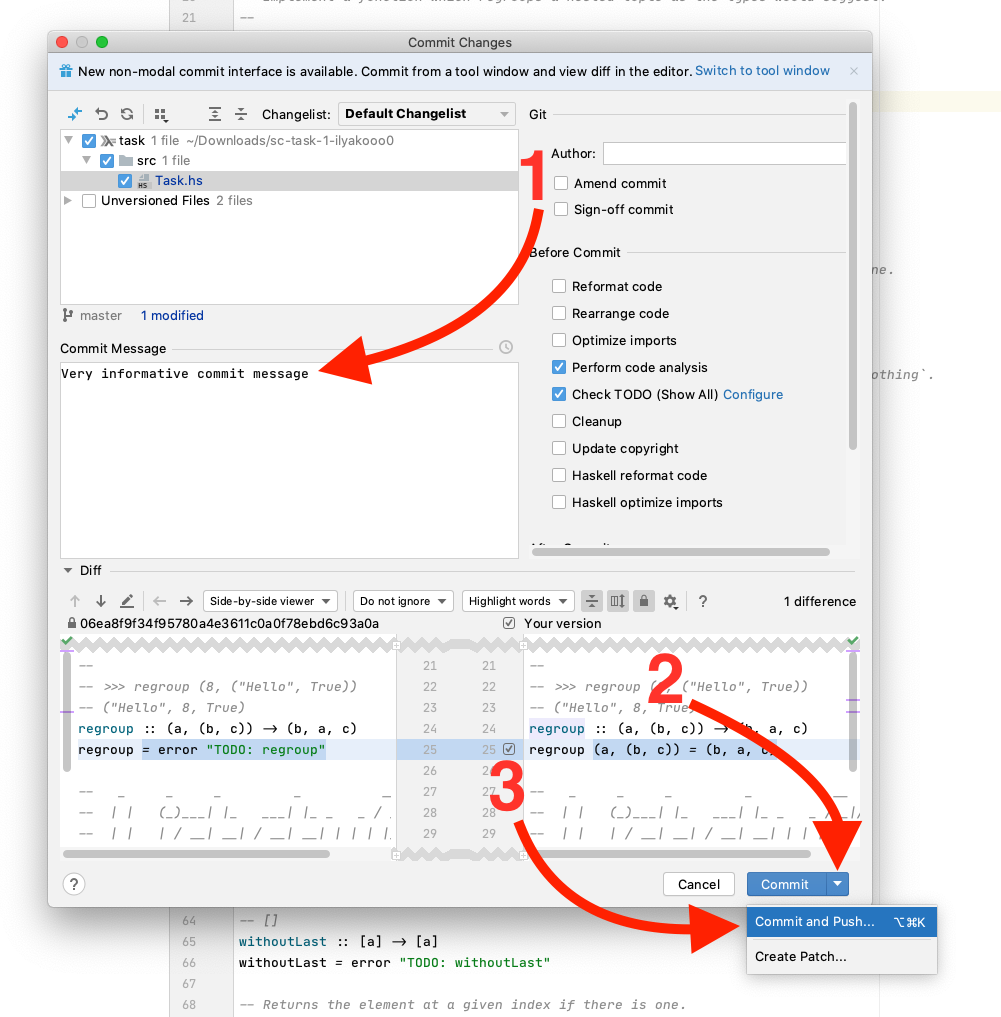 21 --
Commit Changes
New non-modal commit interface is available. Commit from a tool window and view diff in the editor. Switch to tool window
Changelist: Default Changelist
task 1 file ~/Downloads/sc-task-1-ilyakooo0
src 1 file
Task.hs
Unversioned Files 2 files
master 1 modified
Commit Message
Very informative commit message
Git
Author:
1
Amend commit
Sign-off commit
Before Commit
Reformat code
Rearrange code
Optimize imports
Perform code analysis
Check TODO (Show All) Configure
Cleanup
Update copyright
Haskell reformat code
Haskell optimize imports
ne.
othing`.
Diff
Side-by-side viewer Do not ignore Highlight words ? 1 difference
06ea8f9f34f95780a4e3611c0a0f78ebd6c93a0a Your version
-- 21 21 --
-- >>> regroup (8, ("Hello", True)) 22 22 -- >>> regroup (8, ("Hello", True))
-- ("Hello", 8, True) 23 23 -- ("Hello", 8, True)
regroup :: (a, (b, c)) -> (b, a, c) 24 24 regroup :: (a, (b, c)) -> (b, a, c)
regroup = error "TODO: regroup" 25 25 regroup (a, (b, c)) = (b, a, c)
26 26
27 27
28 28
29 29
2
3
? Cancel Commit
Commit and Push... ⌥⌘K
Create Patch...
64 -- []
65 withoutLast :: [a] -> [a]
66 withoutLast = error "TODO: withoutLast"
67
68 -- Returns the element at a given index if there is one.